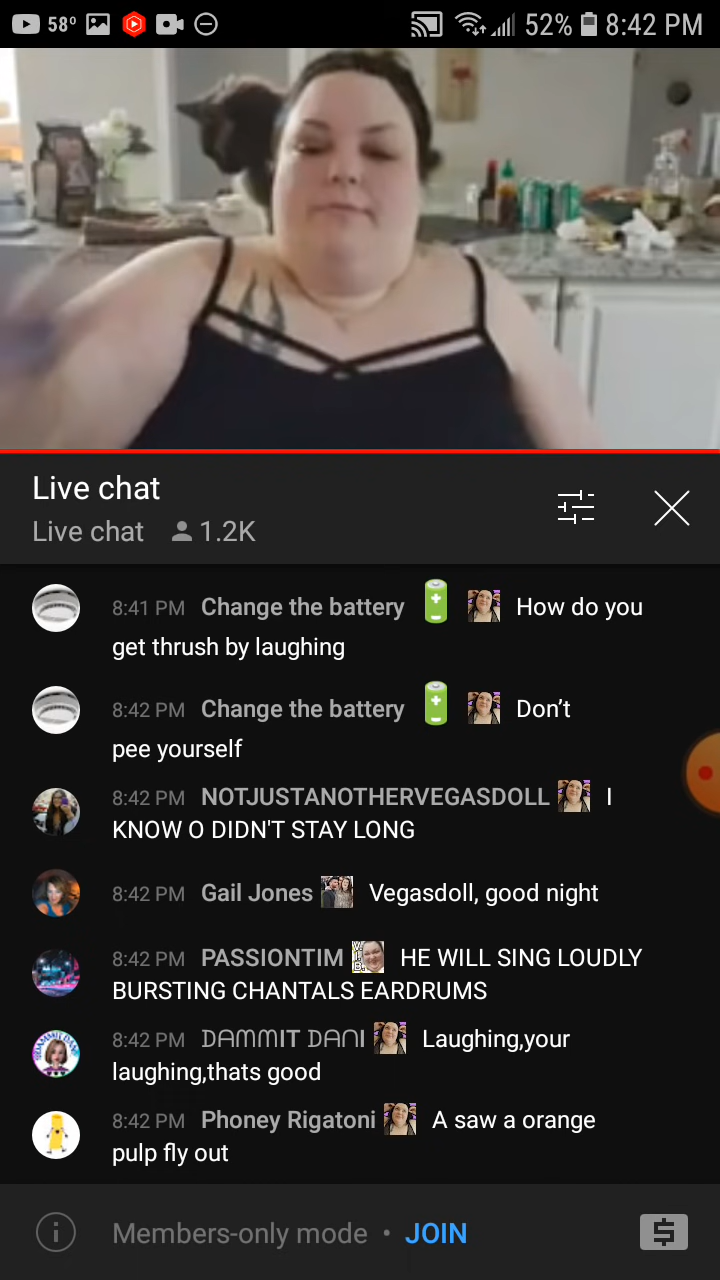 58° 52% 8:42 PM
Live chat
Live chat 1.2K
8:41 PM Change the battery How do you
get thrush by laughing
8:42 PM Change the battery Don’t
pee yourself
8:42 PM NOTJUSTANOTHERVEGASDOLL I
KNOW O DIDN'T STAY LONG
8:42 PM Gail Jones Vegasdoll, good night
8:42 PM PASSIONTIM HE WILL SING LOUDLY
BURSTING CHANTALS EARDRUMS
8:42 PM DAMMIT DANI Laughing,your
laughing,thats good
8:42 PM Phoney Rigatoni A saw a orange
pulp fly out
Members-only mode • JOIN